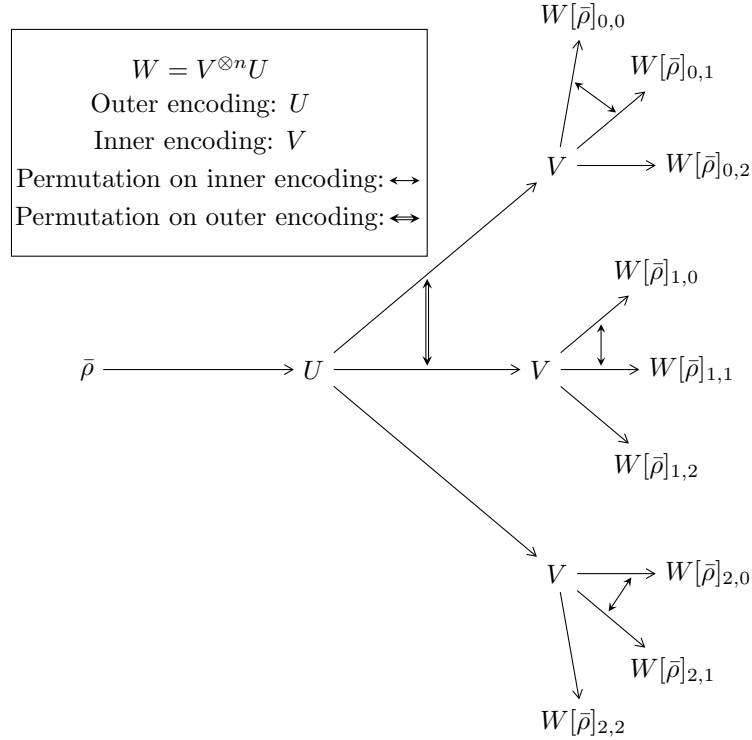 W[ρ̄]₀,₀
W = V^{⊗n}U
Outer encoding: U
Inner encoding: V
Permutation on inner encoding: ↔
Permutation on outer encoding: ⇔
W[ρ̄]₀,₁
V
W[ρ̄]₀,₂
W[ρ̄]₁,₀
ρ̄
U
V
W[ρ̄]₁,₁
W[ρ̄]₁,₂
V
W[ρ̄]₂,₀
W[ρ̄]₂,₁
W[ρ̄]₂,₂